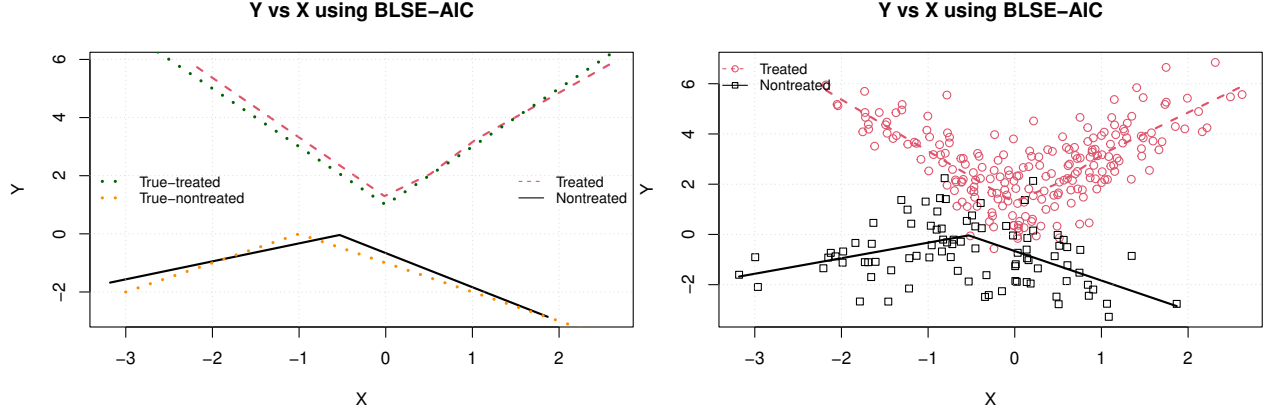 Y vs X using BLSE−AIC
Y
6
4
2
0
−2
True−treated
True−nontreated
Treated
Nontreated
−3 −2 −1 0 1 2
X
Y vs X using BLSE−AIC
Y
6
4
2
0
−2
Treated
Nontreated
−3 −2 −1 0 1 2
X